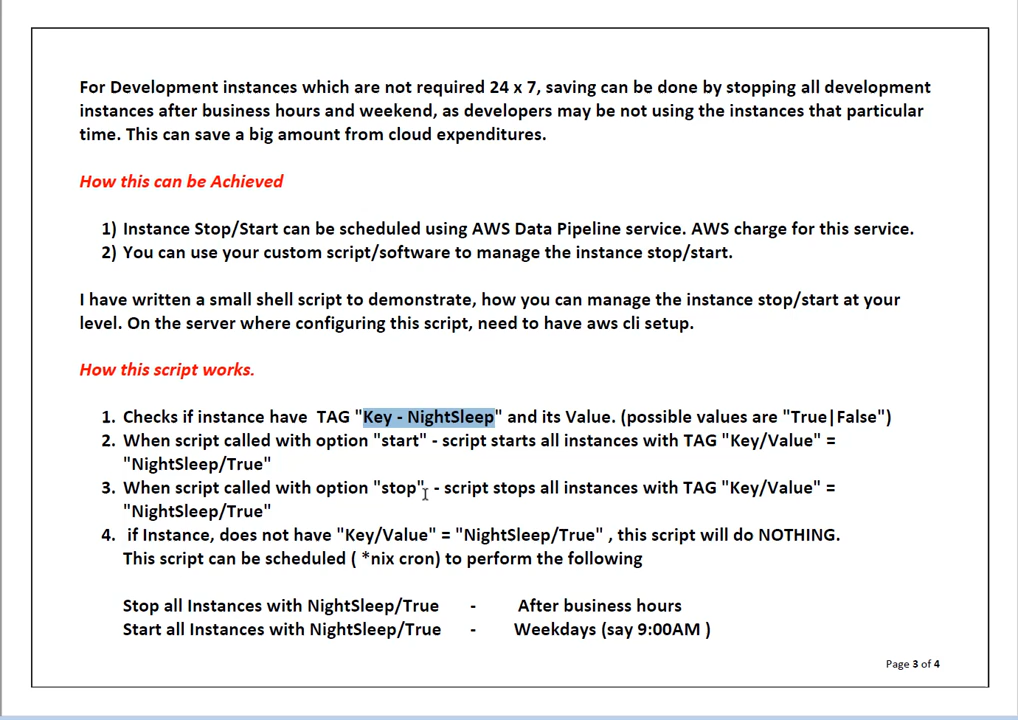 For Development instances which are not required 24 x 7, saving can be done by stopping all development
instances after business hours and weekend, as developers may be not using the instances that particular
time. This can save a big amount from cloud expenditures.
How this can be Achieved
1) Instance Stop/Start can be scheduled using AWS Data Pipeline service. AWS charge for this service.
2) You can use your custom script/software to manage the instance stop/start.
I have written a small shell script to demonstrate, how you can manage the instance stop/start at your
level. On the server where configuring this script, need to have aws cli setup.
How this script works.
1. Checks if instance have TAG "Key - NightSleep" and its Value. (possible values are "True|False")
2. When script called with option "start" - script starts all instances with TAG "Key/Value" =
"NightSleep/True"
3. When script called with option "stop", - script stops all instances with TAG "Key/Value" =
"NightSleep/True"
4. if Instance, does not have "Key/Value" = "NightSleep/True" , this script will do NOTHING.
This script can be scheduled ( *nix cron) to perform the following
Stop all Instances with NightSleep/True - After business hours
Start all Instances with NightSleep/True - Weekdays (say 9:00AM )
Page 3 of 4